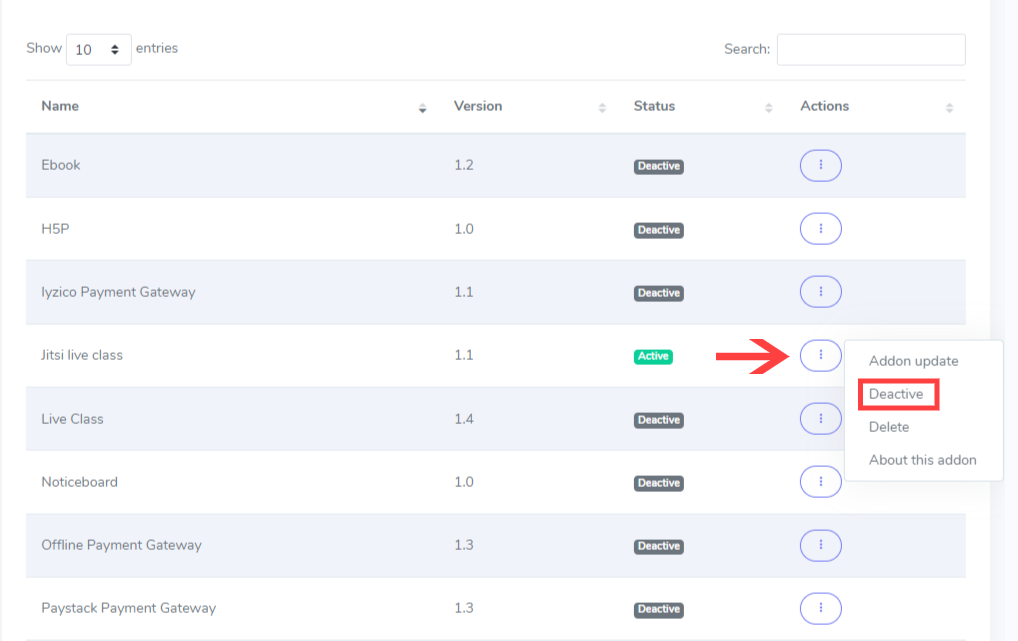 Show 10 entries Search:
Name Version Status Actions
Ebook 1.2 Deactive
H5P 1.0 Deactive
Iyzico Payment Gateway 1.1 Deactive
Jitsi live class 1.1 Active
Addon update
Deactive
Delete
About this addon
Live Class 1.4 Deactive
Noticeboard 1.0 Deactive
Offline Payment Gateway 1.3 Deactive
Paystack Payment Gateway 1.3 Deactive